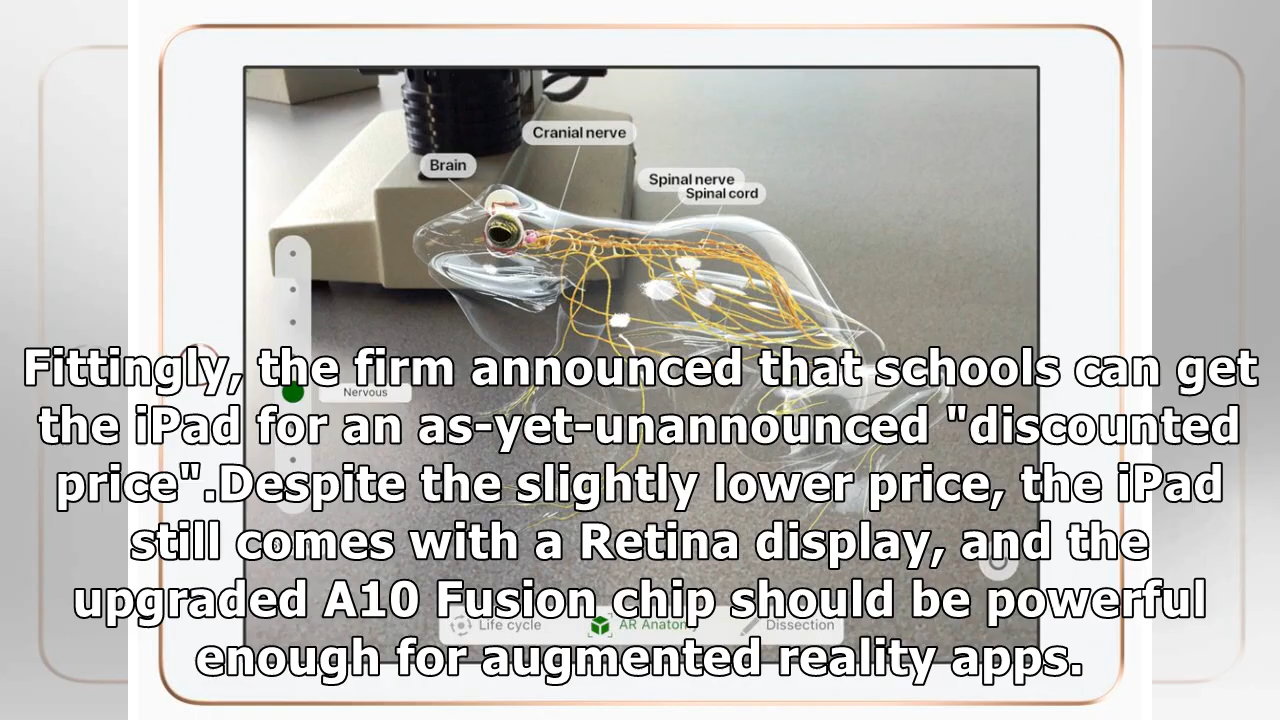 Cranial nerve
Brain
Spinal nerve
Spinal cord
Fittingly, the firm announced that schools can get
the iPad for an as-yet-unannounced "discounted
Nervous
price".Despite the slightly lower price, the iPad
still comes with a Retina display, and the
upgraded A10 Fusion chip should be powerful
Life cycle
AR Anatomy
Dissection
enough for augmented reality apps.